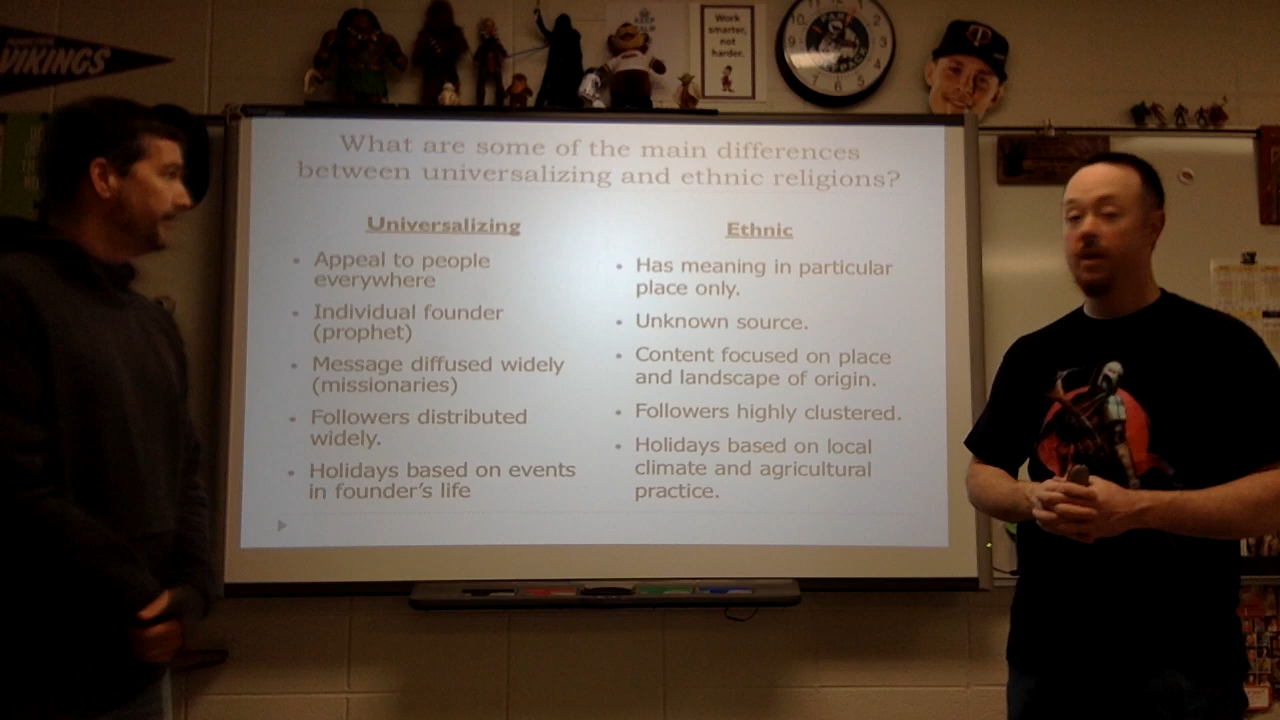 VIKINGS
KEEP
CALM
Work
smarter,
not
harder.
What are some of the main differences
between universalizing and ethnic religions?
Universalizing
• Appeal to people
everywhere
• Individual founder
(prophet)
• Message diffused widely
(missionaries)
• Followers distributed
widely.
• Holidays based on events
in founder's life
Ethnic
• Has meaning in particular
place only.
• Unknown source.
• Content focused on place
and landscape of origin.
• Followers highly clustered.
• Holidays based on local
climate and agricultural
practice.